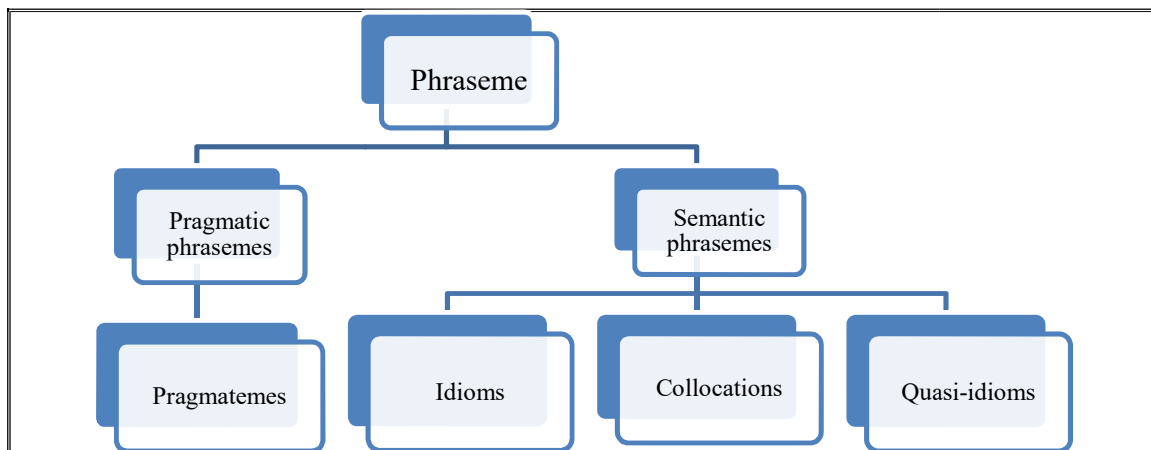 Phraseme
Pragmatic
phrasemes
Semantic
phrasemes
Pragmatemes
Idioms
Collocations
Quasi-idioms